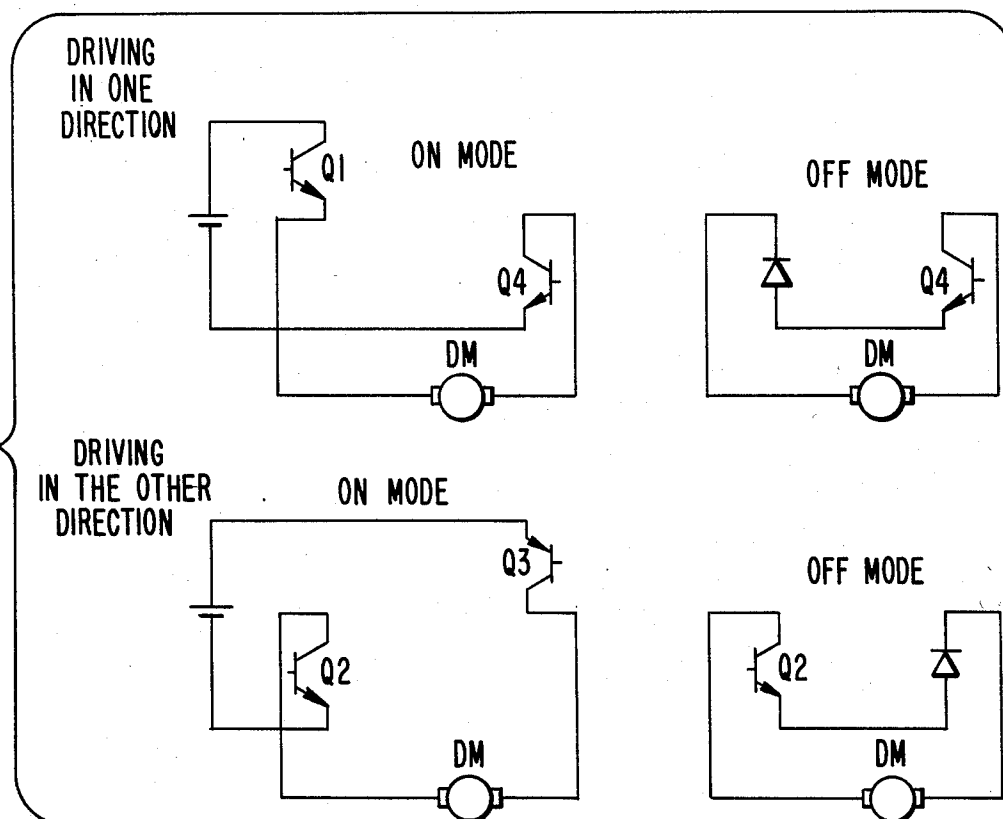 DRIVING
IN ONE
DIRECTION
ON MODE
Q1
Q4
DM
OFF MODE
Q4
DM
DRIVING
IN THE OTHER
DIRECTION
ON MODE
Q3
Q2
DM
OFF MODE
Q2
DM